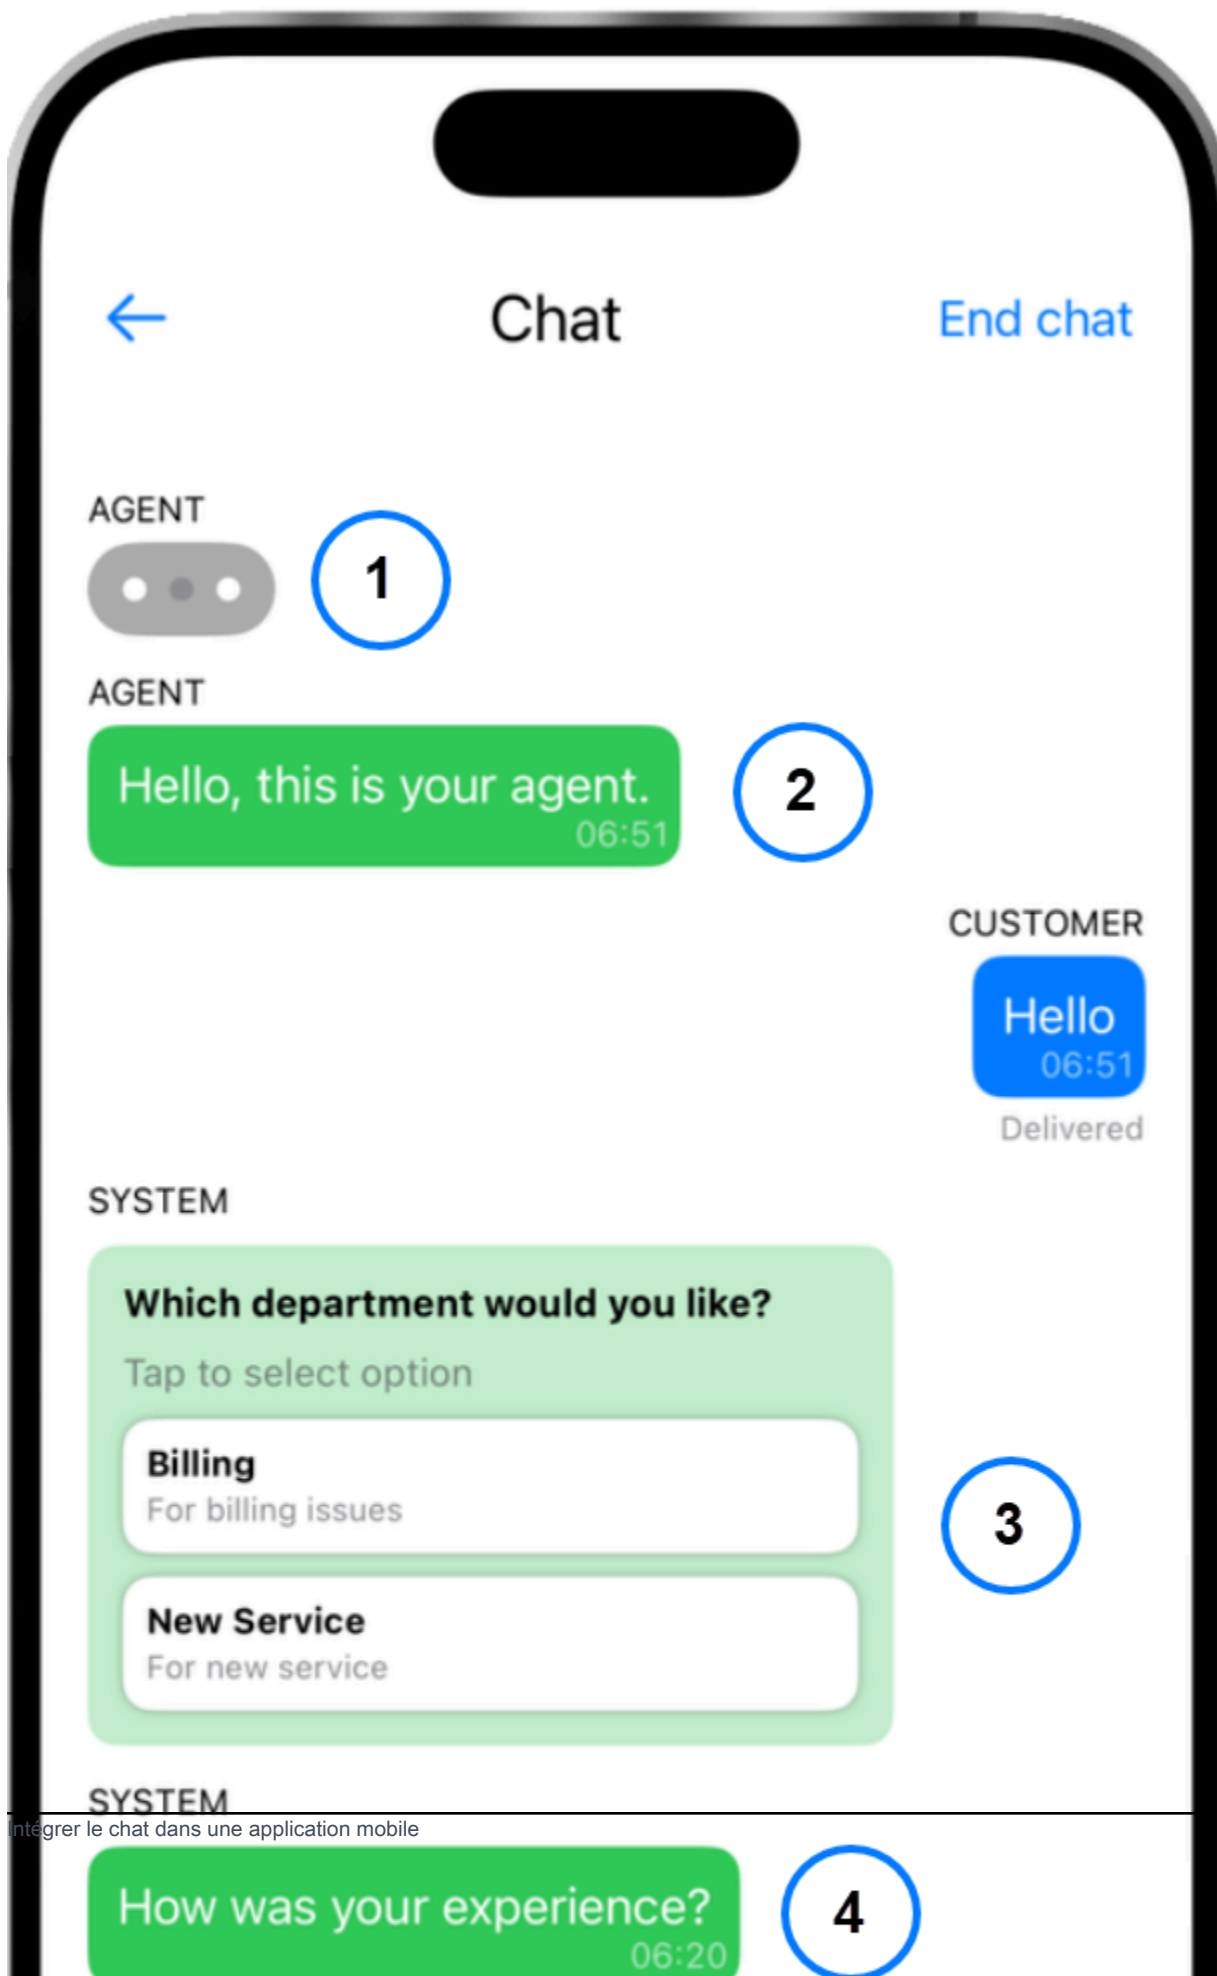 Chat
End chat
AGENT
1
AGENT
Hello, this is your agent.
06:51
2
CUSTOMER
Hello
06:51
Delivered
SYSTEM
Which department would you like?
Tap to select option
Billing
For billing issues
3
New Service
For new service
SYSTEM
Intégrer le chat dans une application mobile
How was your experience?
06:20
4